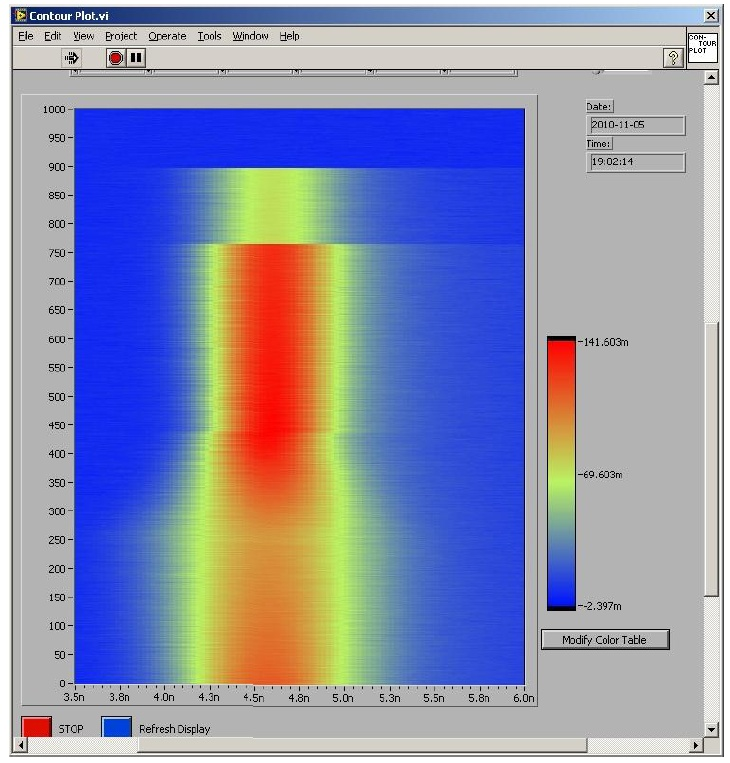 Contour Plot.vi
File Edit View Project Operate Tools Window Help
CON-
TOUR
PLOT
?
Date:
2010-11-05
Time:
19:02:14
1000
950
900
850
800
750
700
650
600
550
500
450
400
350
300
250
200
150
100
50
0
3.5n 3.8n 4.0n 4.3n 4.5n 4.8n 5.0n 5.3n 5.5n 5.8n 6.0n
141.603m
69.603m
-2.397m
Modify Color Table
STOP Refresh Display